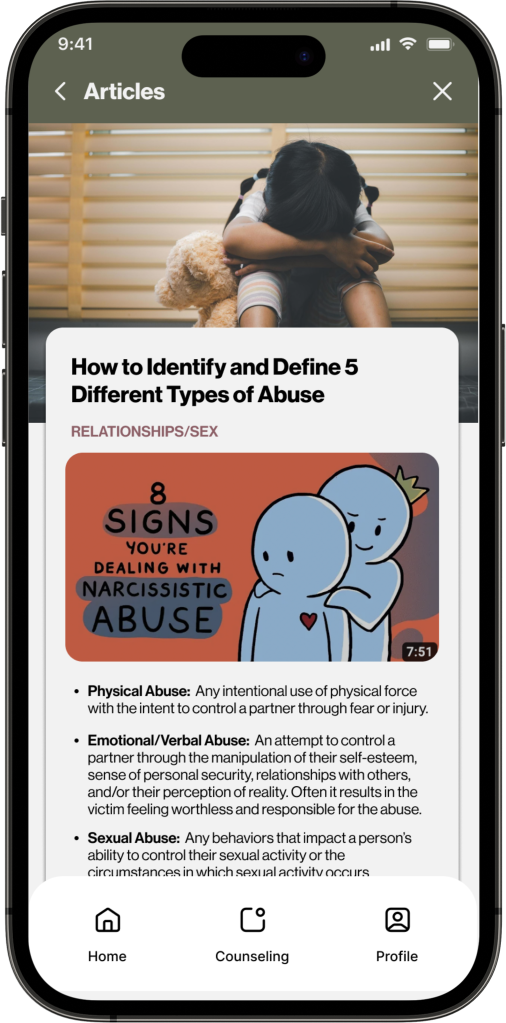 9:41
Articles
How to Identify and Define 5
Different Types of Abuse
RELATIONSHIPS/SEX
8
SIGNS
YOU'RE
DEALING WITH
NARCISSISTIC
ABUSE
7:51
• Physical Abuse: Any intentional use of physical force
with the intent to control a partner through fear or injury.
• Emotional/Verbal Abuse: An attempt to control a
partner through the manipulation of their self-esteem,
sense of personal security, relationships with others,
and/or their perception of reality. Often it results in the
victim feeling worthless and responsible for the abuse.
• Sexual Abuse: Any behaviors that impact a person's
ability to control their sexual activity or the
circumstances in which sexual activity occurs
Home
Counseling
Profile